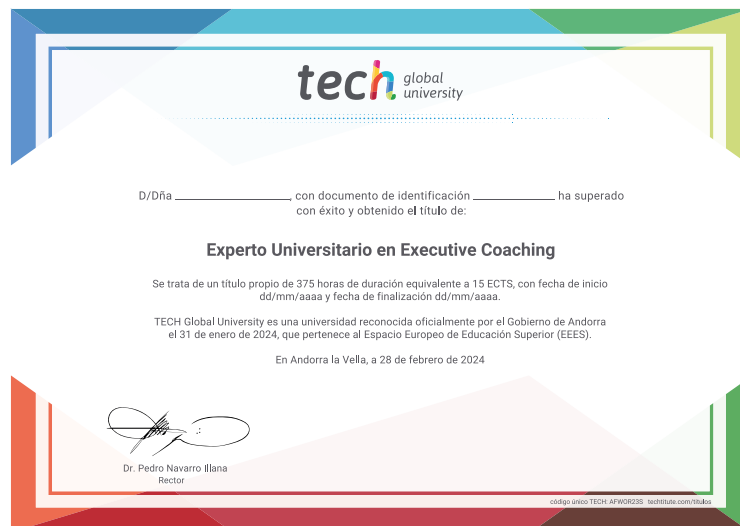 tech global university
D/Dña ____________, con documento de identificación ____________ ha superado
con éxito y obtenido el título de:
Experto Universitario en Executive Coaching
Se trata de un título propio de 375 horas de duración equivalente a 15 ECTS, con fecha de inicio
dd/mm/aaaa y fecha de finalización dd/mm/aaaa.
TECH Global University es una universidad reconocida oficialmente por el Gobierno de Andorra
el 31 de enero de 2024, que pertenece al Espacio Europeo de Educación Superior (EEES).
En Andorra la Vella, a 28 de febrero de 2024
Dr. Pedro Navarro Illana
Rector
código único TECH: AFWOR23S techtitute.com/titulos